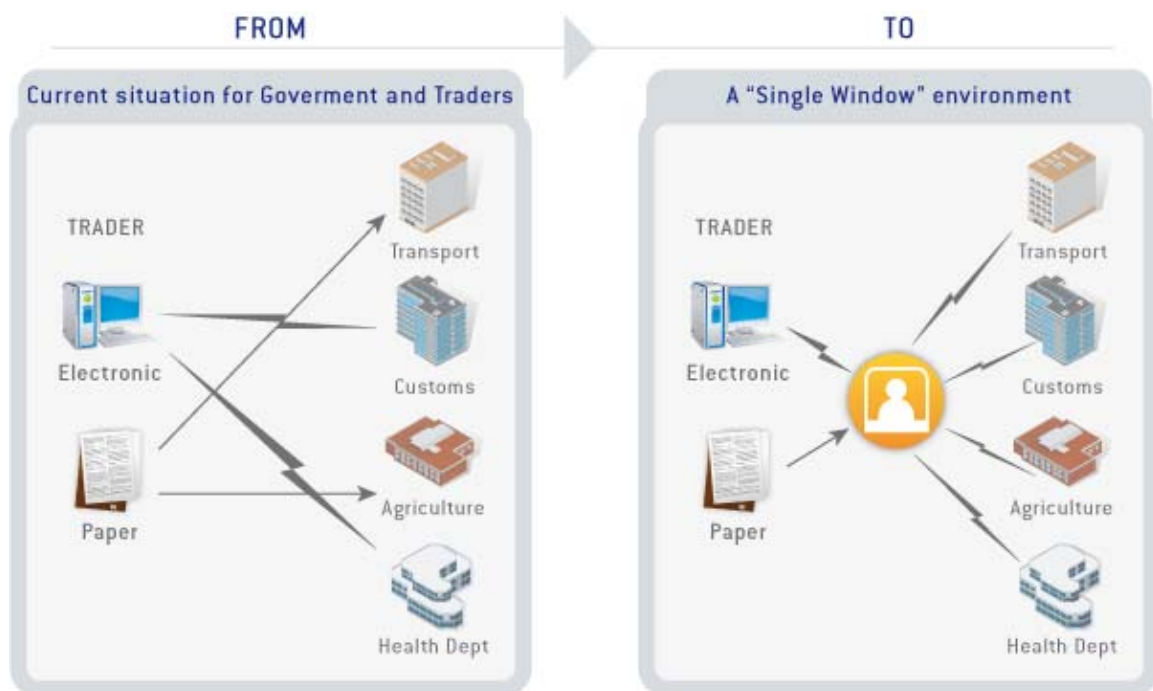 FROM
TO
Current situation for Goverment and Traders
TRADER
Electronic
Paper
Transport
Customs
Agriculture
Health Dept
A “Single Window” environment
TRADER
Electronic
Paper
Transport
Customs
Agriculture
Health Dept